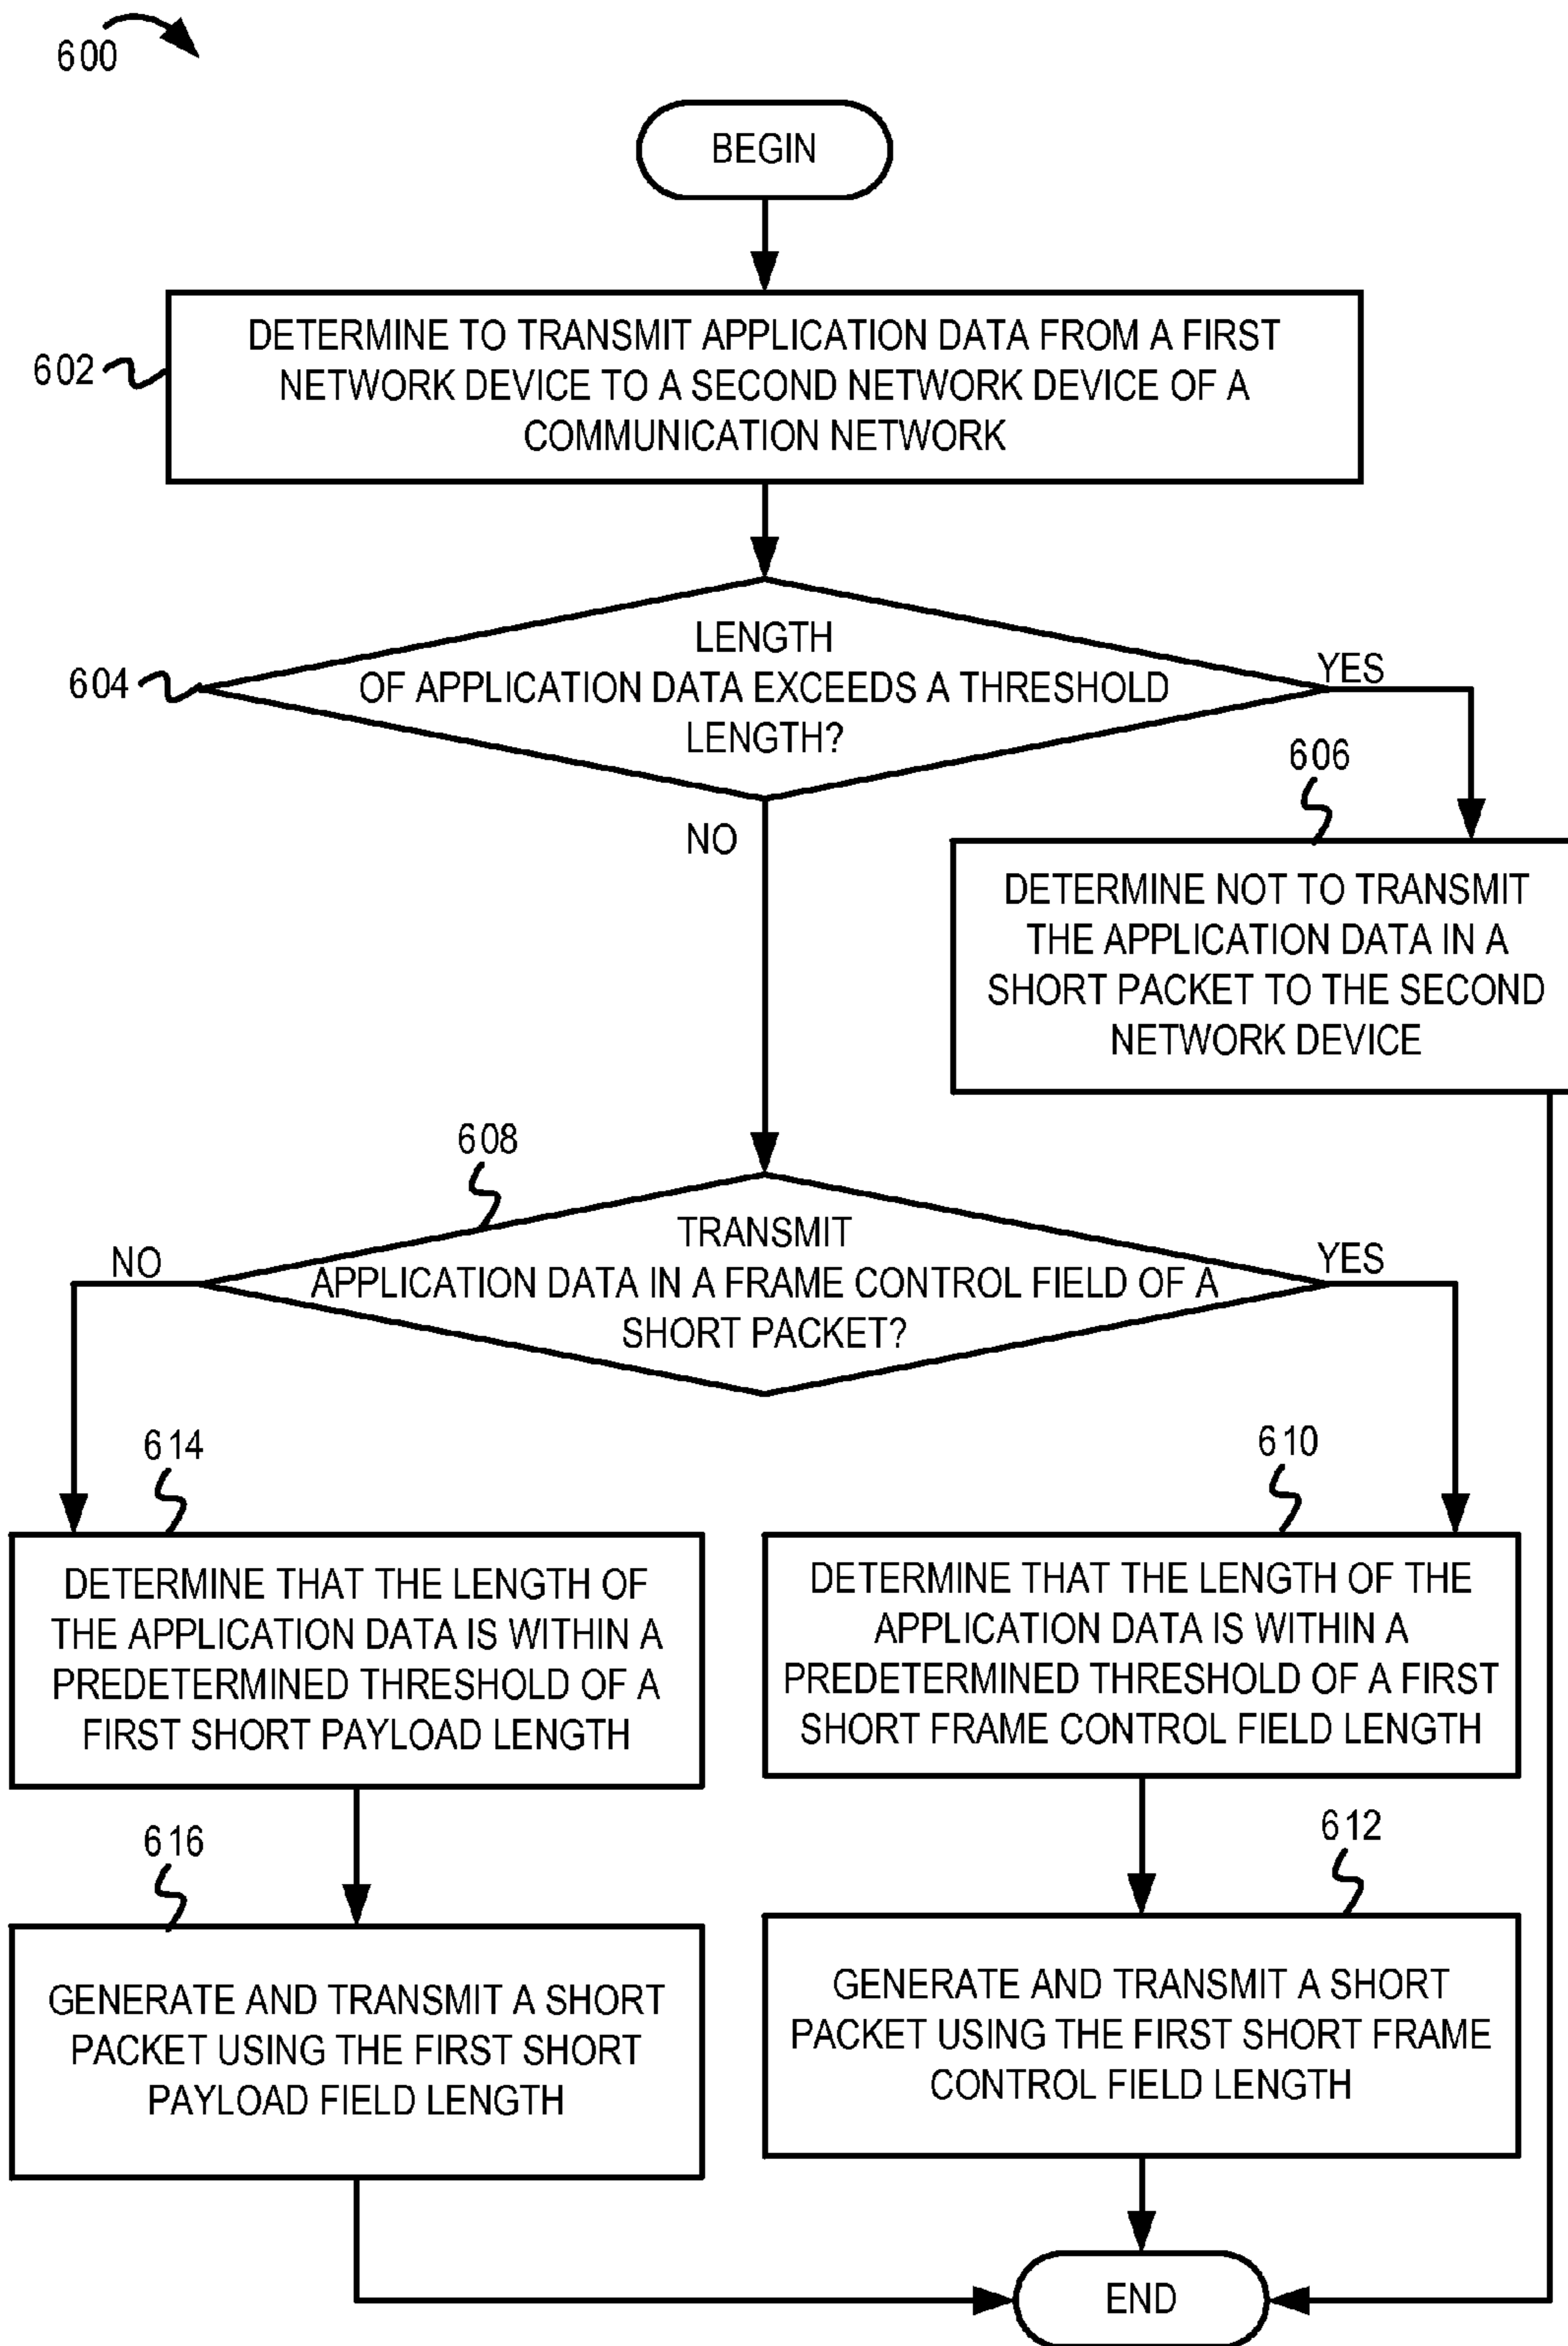 600
BEGIN
602
DETERMINE TO TRANSMIT APPLICATION DATA FROM A FIRST
NETWORK DEVICE TO A SECOND NETWORK DEVICE OF A
COMMUNICATION NETWORK
604
LENGTH
OF APPLICATION DATA EXCEEDS A THRESHOLD
LENGTH?
YES
NO
606
DETERMINE NOT TO TRANSMIT
THE APPLICATION DATA IN A
SHORT PACKET TO THE SECOND
NETWORK DEVICE
608
TRANSMIT
APPLICATION DATA IN A FRAME CONTROL FIELD OF A
SHORT PACKET?
NO
YES
614
DETERMINE THAT THE LENGTH OF
THE APPLICATION DATA IS WITHIN A
PREDETERMINED THRESHOLD OF A
FIRST SHORT PAYLOAD LENGTH
610
DETERMINE THAT THE LENGTH OF THE
APPLICATION DATA IS WITHIN A
PREDETERMINED THRESHOLD OF A FIRST
SHORT FRAME CONTROL FIELD LENGTH
616
GENERATE AND TRANSMIT A SHORT
PACKET USING THE FIRST SHORT
PAYLOAD FIELD LENGTH
612
GENERATE AND TRANSMIT A SHORT
PACKET USING THE FIRST SHORT FRAME
CONTROL FIELD LENGTH
END